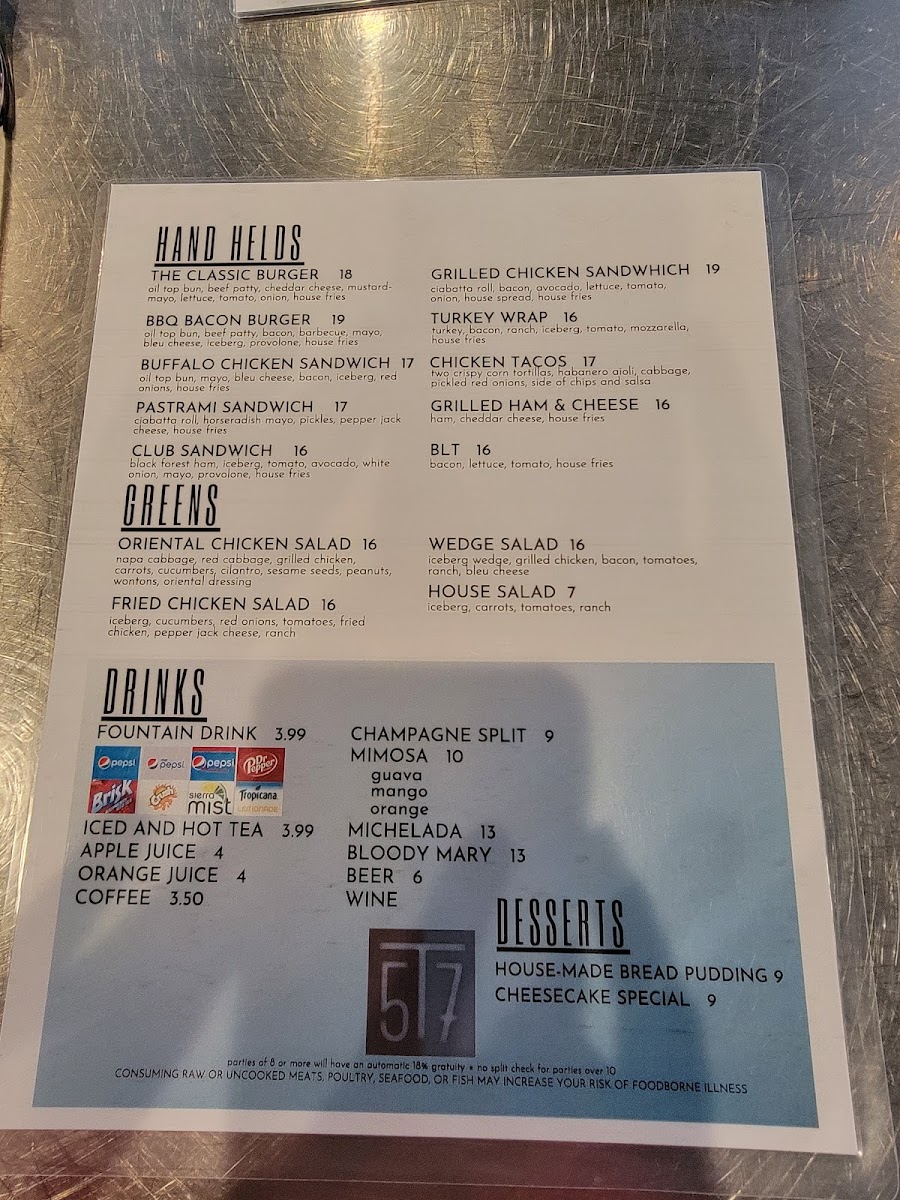 HAND HELDS
THE CLASSIC BURGER 18
oil top bun, beef patty, cheddar cheese, mustard-
mayo, lettuce, tomato, onion, house fries
BBQ BACON BURGER 19
oil top bun, beef patty, bacon, barbecue, mayo,
bleu cheese, iceberg, provolone, house fries
BUFFALO CHICKEN SANDWICH 17
oil top bun, mayo, bleu cheese, bacon, iceberg, red
onions, house fries
PASTRAMI SANDWICH 17
ciabatta roll, horseradish mayo, pickles, pepper jack
cheese, house fries
CLUB SANDWICH 16
black forest ham, iceberg, tomato, avocado, white
onion, mayo, provolone, house fries
GRILLED CHICKEN SANDWHICH 19
ciabatta roll, bacon, avocado, lettuce, tomato,
onion, house spread, house fries
TURKEY WRAP 16
turkey, bacon, ranch, iceberg, tomato, mozzarella,
house fries
CHICKEN TACOS 17
two crispy corn tortillas, habanero ajoli, cabbage,
pickled red onions, side of chips and salsa
GRILLED HAM & CHEESE 16
ham, cheddar cheese, house fries
BLT 16
bacon, lettuce, tomato, house fries
GREENS
ORIENTAL CHICKEN SALAD 16
napa cabbage, red cabbage, grilled chicken,
carrots, cucumbers, cilantro, sesame seeds, peanuts,
wontons, oriental dressing
FRIED CHICKEN SALAD 16
iceberg, cucumbers, red onions, tomatoes, fried
chicken, pepper jack cheese, ranch
WEDGE SALAD 16
iceberg wedge, grilled chicken, bacon, tomatoes,
ranch, bleu cheese
HOUSE SALAD 7
iceberg, carrots, tomatoes, ranch
DRINKS
FOUNTAIN DRINK 3.99
pepsi pepsi pepsi Dr Pepper
Brisk sierra mist Tropicana LEMONADE
ICED AND HOT TEA 3.99
APPLE JUICE 4
ORANGE JUICE 4
COFFEE 3.50
CHAMPAGNE SPLIT 9
MIMOSA 10
guava
mango
orange
MICHELADA 13
BLOODY MARY 13
BEER 6
WINE
DESSERTS
HOUSE-MADE BREAD PUDDING 9
CHEESECAKE SPECIAL 9
5T7
parties of 8 or more will have an automatic 18% gratuity • no split check for parties over 10
CONSUMING RAW OR UNCOOKED MEATS, POULTRY, SEAFOOD, OR FISH MAY INCREASE YOUR RISK OF FOODBORNE ILLNESS